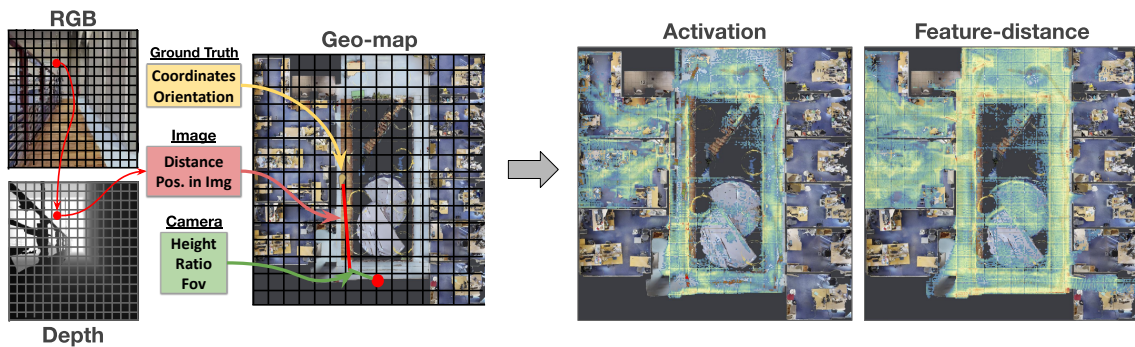 RGB
Ground Truth
Coordinates
Orientation
Image
Distance
Pos. in Img
Camera
Height
Ratio
Fov
Depth
Geo-map
Activation
Feature-distance